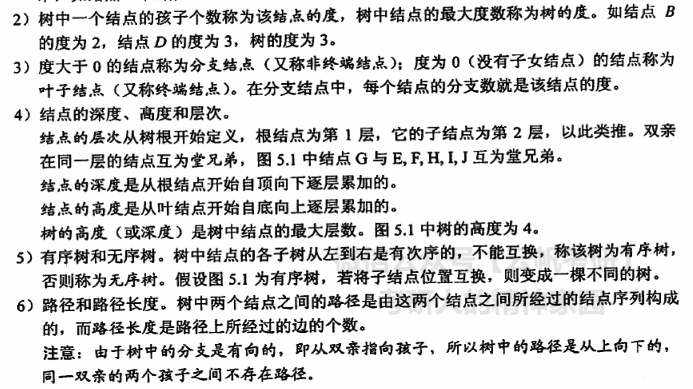 2）树中一个结点的孩子个数称为该结点的度，树中结点的最大度数称为树的度。如结点 B
的度为 2，结点 D 的度为 3，树的度为 3。
3）度大于 0 的结点称为分支结点（又称非终端结点）；度为 0（没有子女结点）的结点称为
叶子结点（又称终端结点）。在分支结点中，每个结点的分支数就是该结点的度。
4）结点的深度、高度和层次。
结点的层次从树根开始定义，根结点为第 1 层，它的子结点为第 2 层，以此类推。双亲
在同一层的结点互为堂兄弟，图 5.1 中结点 G 与 E, F, H, I, J 互为堂兄弟。
结点的深度是从根结点开始自顶向下逐层累加的。
结点的高度是从叶结点开始自底向上逐层累加的。
树的高度（或深度）是树中结点的最大层数。图 5.1 中树的高度为 4。
5）有序树和无序树。树中结点的各子树从左到右是有次序的，不能互换，称该树为有序树，
否则称为无序树。假设图 5.1 为有序树，若将子结点位置互换，则变成一棵不同的树。
6）路径和路径长度。树中两个结点之间的路径是由这两个结点之间所经过的结点序列构成
的，而路径长度是路径上所经过的边的个数。
注意：由于树中的分支是有向的，即从双亲指向孩子，所以树中的路径是从上向下的，
同一双亲的两个孩子之间不存在路径。